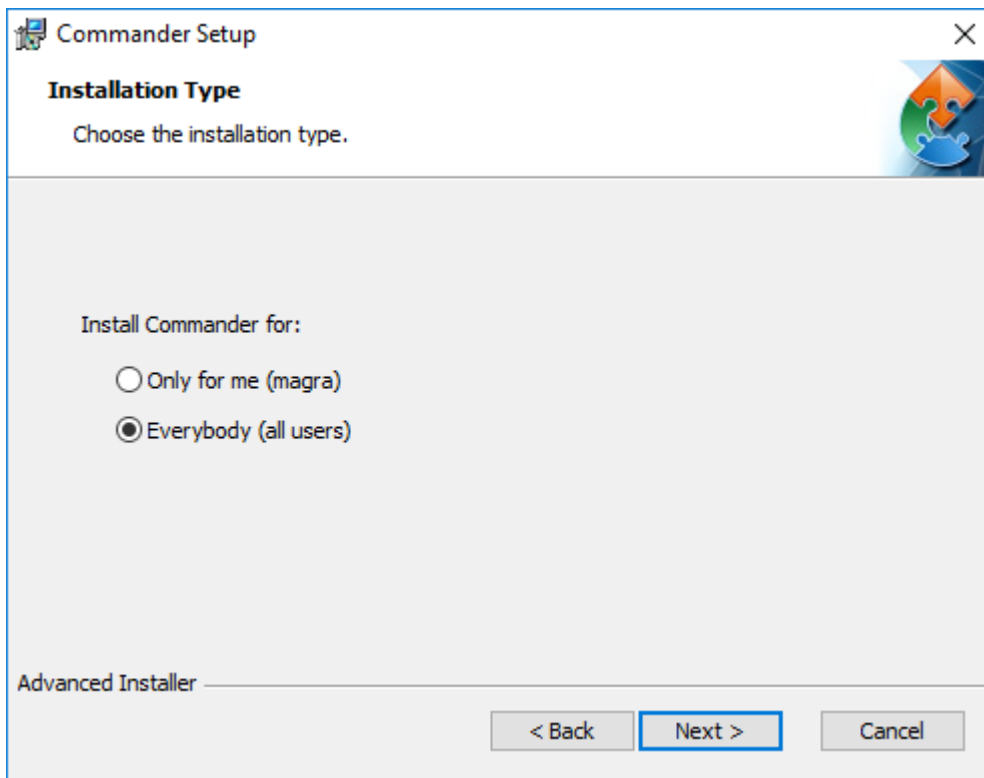 Commander Setup
Installation Type
Choose the installation type.
Install Commander for:
Only for me (magra)
Everybody (all users)
Advanced Installer
< Back Next > Cancel